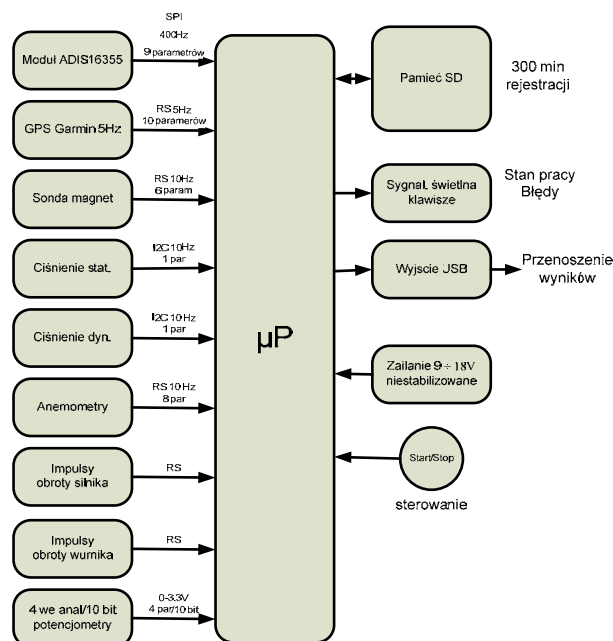 SPI
400Hz
9 parametrów
Moduł ADIS16355
RS 5Hz
10 paramerów
GPS Garmin 5Hz
RS 10Hz
6 param
Sonda magnet
I2C 10Hz
1 par
Ciśnienie stat.
I2C 10Hz
1 par
Ciśnienie dyn.
RS 10Hz
8 par
Anemometry
RS
Impulsy
obroty silnika
RS
Impulsy
obroty wurnika
0-3.3V
4 par/10 bit
4 we anal/10 bit
potencjometry
µP
Pamieć SD
300 min
rejestracji
Sygnał. świetlna
klawisze
Stan pracy
Błędy
Wyjscie USB
Przenoszenie
wyników
Zailanie 9 ÷ 18V
niestabilizowane
Start/Stop
sterowanie